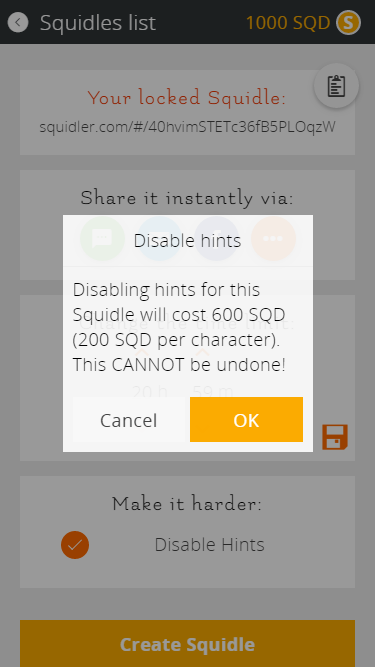 Squidles list
1000 SQD S
Your locked Squidle:
squidler.com/#/40hvimSTETc36fB5PLOqzW
Share it instantly via:
Disable hints
Disabling hints for this
Squidle will cost 600 SQD
(200 SQD per character).
This CANNOT be undone!
20 h 59 m
Cancel
OK
Make it harder:
Disable Hints
Create Squidle